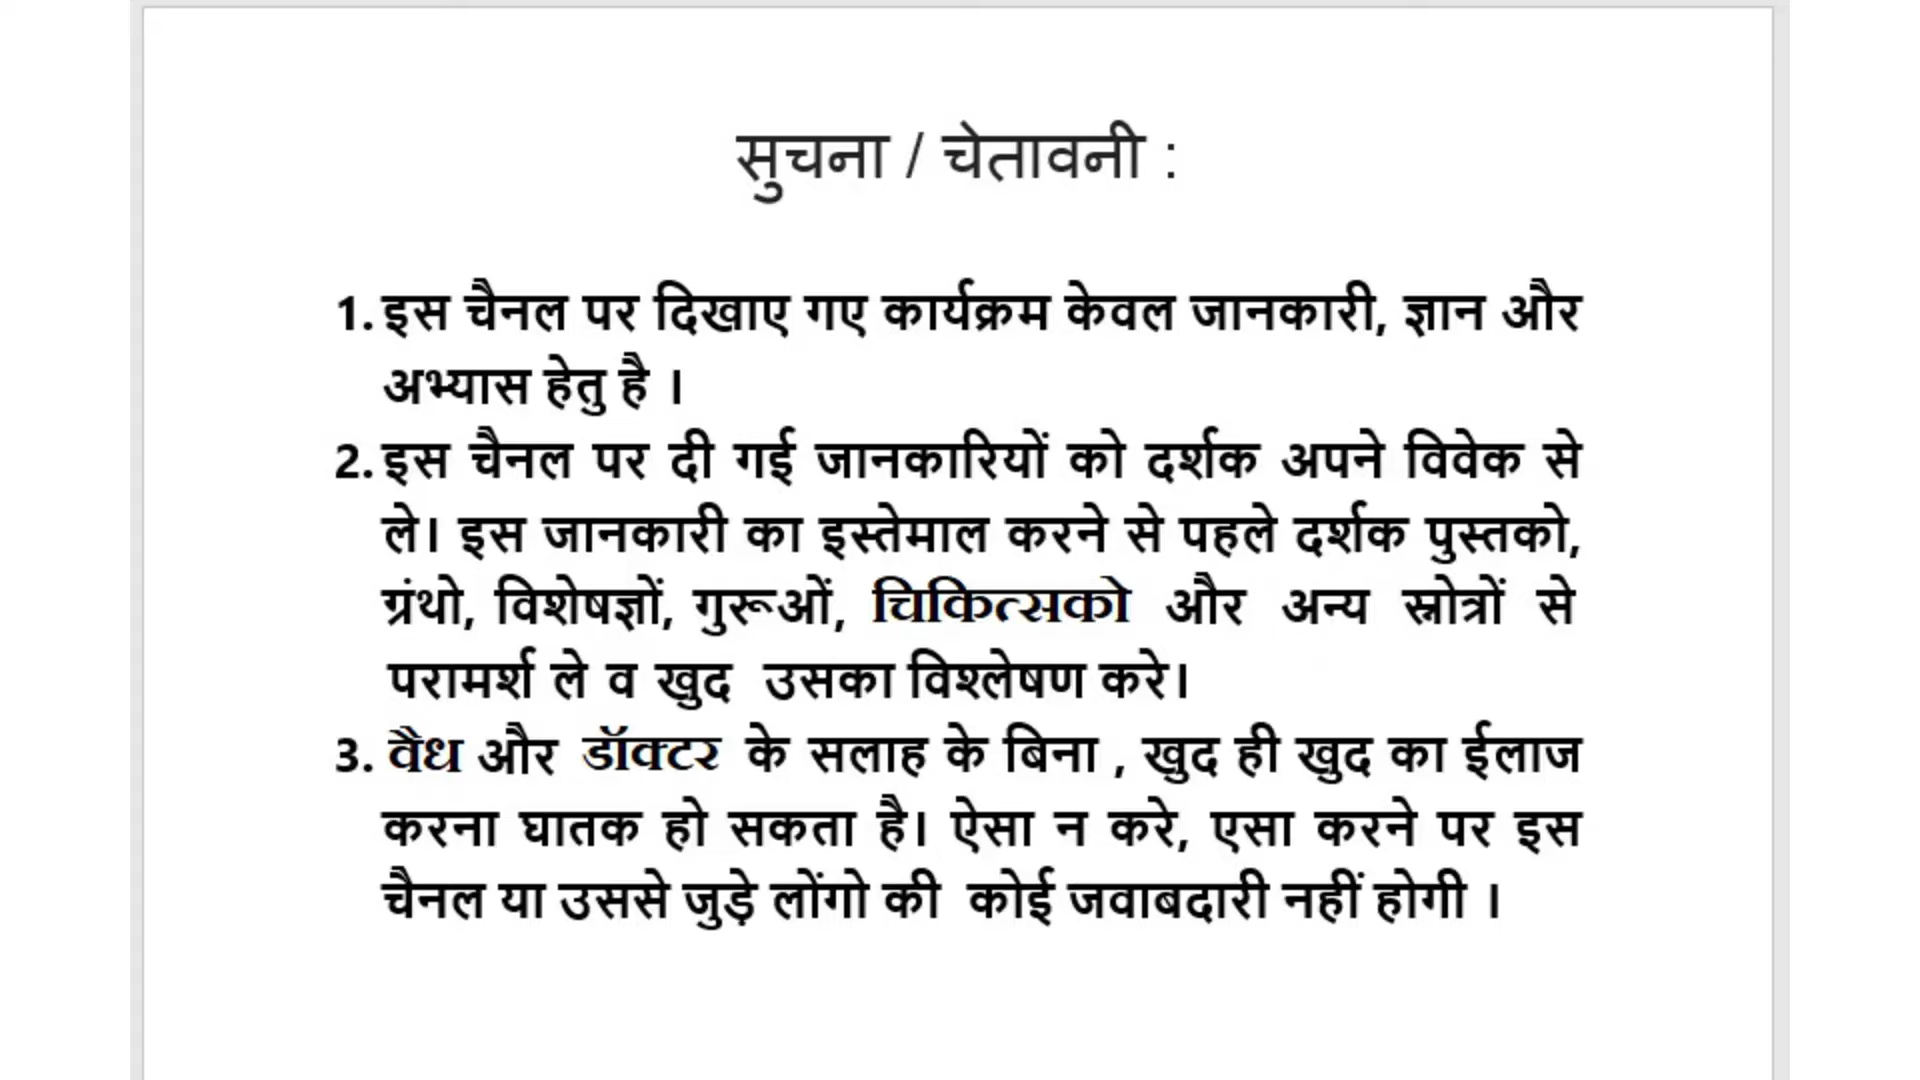 सुचना / चेतावनी :
1. इस चैनल पर दिखाए गए कार्यक्रम केवल जानकारी, ज्ञान और
अभ्यास हेतु है ।
2. इस चैनल पर दी गई जानकारियों को दर्शक अपने विवेक से
ले। इस जानकारी का इस्तेमाल करने से पहले दर्शक पुस्तको,
ग्रंथो, विशेषज्ञों, गुरूओं, चिकित्सको और अन्य स्रोत्रों से
परामर्श ले व खुद उसका विश्लेषण करे।
3. वैध और डॉक्टर के सलाह के बिना , खुद ही खुद का ईलाज
करना घातक हो सकता है। ऐसा न करे, एसा करने पर इस
चैनल या उससे जुड़े लोंगो की कोई जवाबदारी नहीं होगी ।